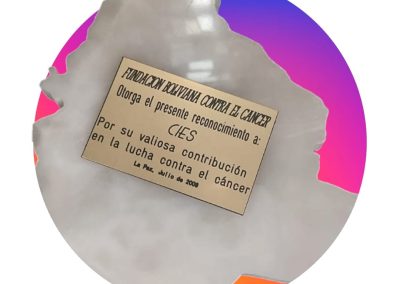 FUNDACION BOLIVIANA CONTRA EL CANCER
Otorga el presente reconocimiento a:
CIES
Por su valiosa contribución
en la lucha contra el cáncer
La Paz, Julio de 2008